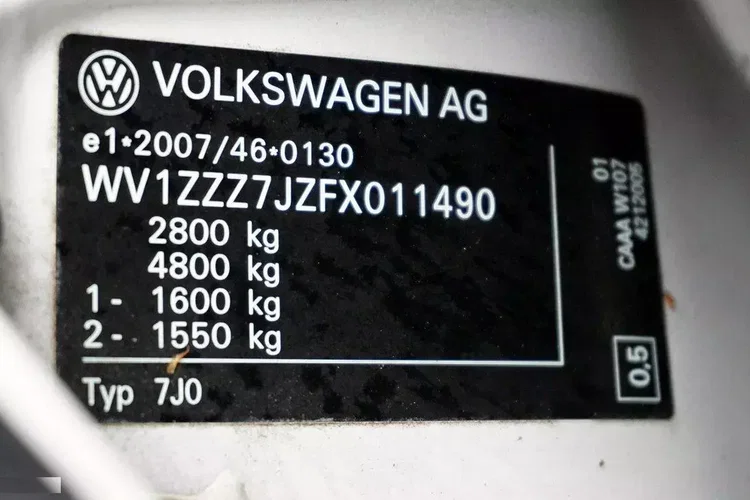 VOLKSWAGEN AG
e1*2007/46*0130
WV1ZZZ7JZFX011490
2800 kg
4800 kg
1- 1600 kg
2- 1550 kg
Typ 7J0
01
CAAA W107
4212005
0.5